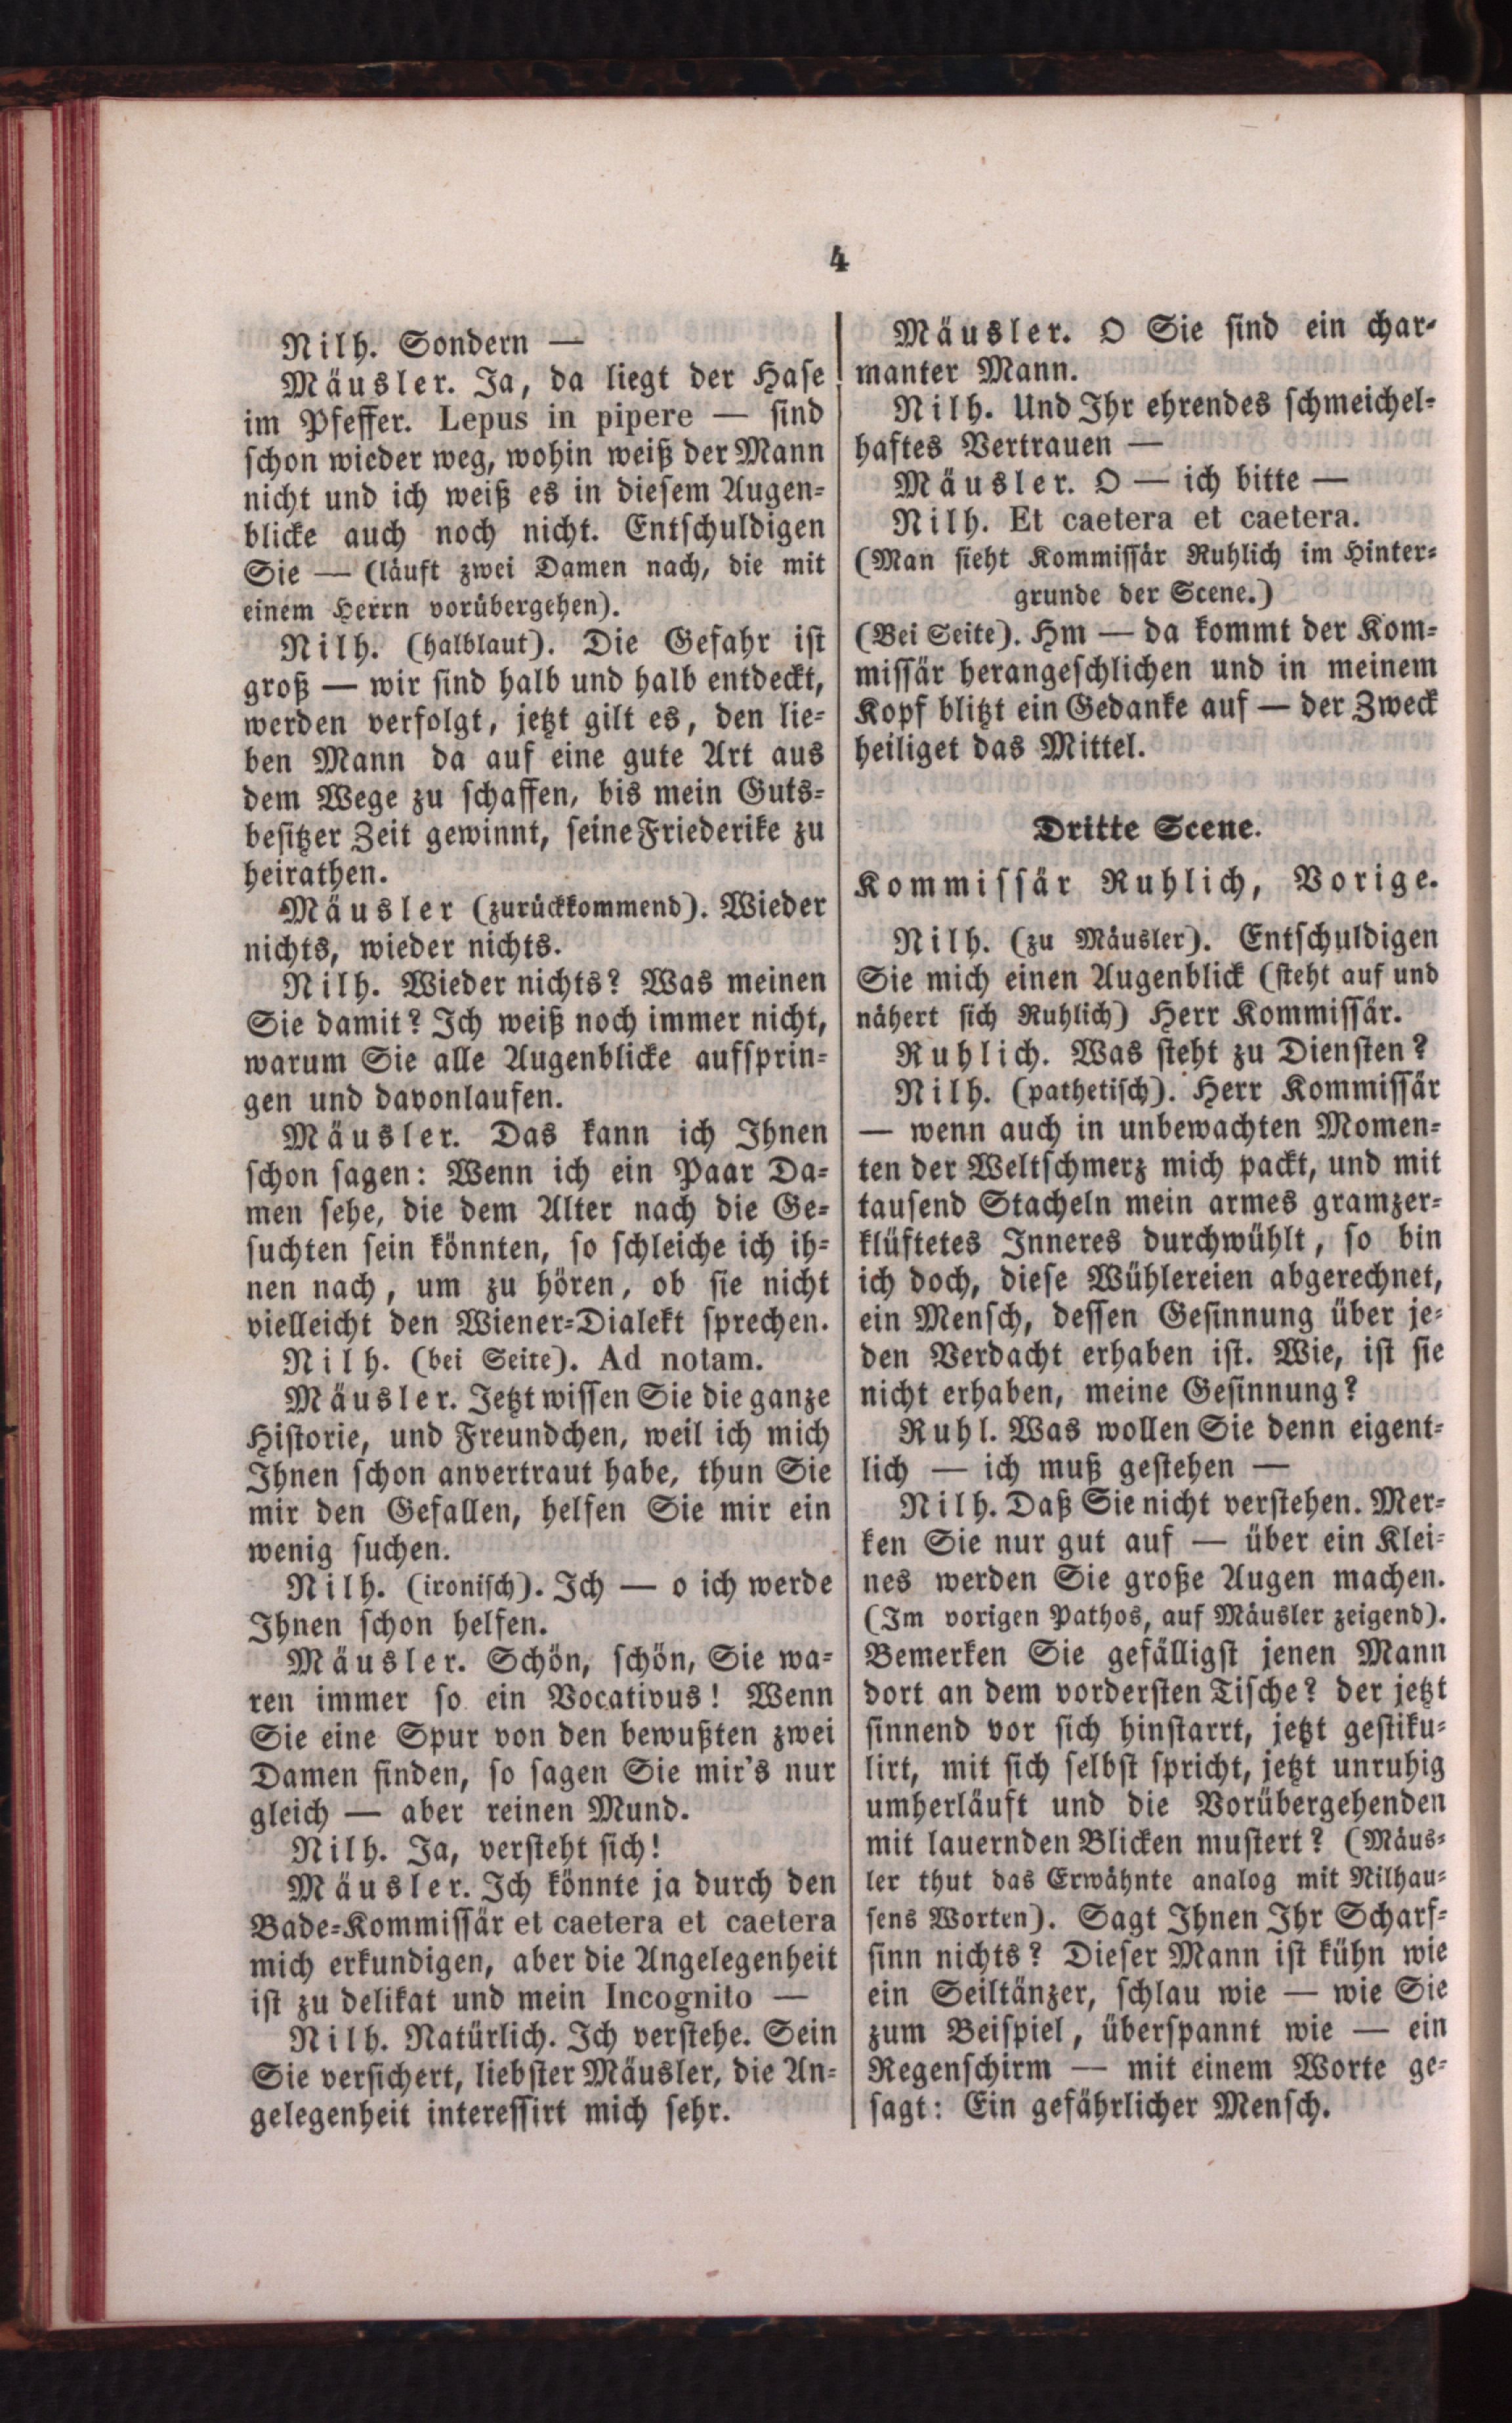 4
Nilh. Sondern —
Mäusler. Ja, da liegt der Hase
im Pfeffer. Lepus in pipere — sind
schon wieder weg, wohin weiß der Mann
nicht und ich weiß es in diesem Augen-
blicke auch noch nicht. Entschuldigen
Sie — (läuft zwei Damen nach, die mit
einem Herrn vorübergehen).
Nilh. (halblaut). Die Gefahr ist
groß — wir sind halb und halb entdeckt,
werden verfolgt, jetzt gilt es, den lie-
ben Mann da auf eine gute Art aus
dem Wege zu schaffen, bis mein Guts-
besitzer Zeit gewinnt, seine Friederike zu
heirathen.
Mäusler (zurückkommend). Wieder
nichts, wieder nichts.
Nilh. Wieder nichts? Was meinen
Sie damit? Ich weiß noch immer nicht,
warum Sie alle Augenblicke aufsprin-
gen und davonlaufen.
Mäusler. Das kann ich Ihnen
schon sagen: Wenn ich ein Paar Da-
men sehe, die dem Alter nach die Ge-
suchten sein könnten, so schleiche ich ih-
nen nach, um zu hören, ob sie nicht
vielleicht den Wiener-Dialekt sprechen.
Nilh. (bei Seite). Ad notam.
Mäusler. Jetzt wissen Sie die ganze
Historie, und Freundchen, weil ich mich
Ihnen schon anvertraut habe, thun Sie
mir den Gefallen, helfen Sie mir ein
wenig suchen.
Nilh. (ironisch). Ich — o ich werde
Ihnen schon helfen.
Mäusler. Schön, schön, Sie wa-
ren immer so ein Vocativus! Wenn
Sie eine Spur von den bewußten zwei
Damen finden, so sagen Sie mir's nur
gleich — aber reinen Mund.
Nilh. Ja, versteht sich!
Mäusler. Ich könnte ja durch den
Bade-Kommissär et caetera et caetera
mich erkundigen, aber die Angelegenheit
ist zu delikat und mein Incognito —
Nilh. Natürlich. Ich verstehe. Sein
Sie versichert, liebster Mäusler, die An-
gelegenheit interessirt mich sehr.
Mäusler. O Sie sind ein char-
manter Mann.
Nilh. Und Ihr ehrendes schmeichel-
haftes Vertrauen —
Mäusler. O — ich bitte —
Nilh. Et caetera et caetera.
(Man sieht Kommissär Ruhlich im Hinter-
grunde der Scene.)
(Bei Seite). Hm — da kommt der Kom-
missär herangeschlichen und in meinem
Kopf blitzt ein Gedanke auf — der Zweck
heiliget das Mittel.
Dritte Scene.
Kommissär Ruhlich, Vorige.
Nilh. (zu Mäusler). Entschuldigen
Sie mich einen Augenblick (steht auf und
nähert sich Ruhlich) Herr Kommissär.
Ruhlich. Was steht zu Diensten?
Nilh. (pathetisch). Herr Kommissär
— wenn auch in unbewachten Momen-
ten der Weltschmerz mich packt, und mit
tausend Stacheln mein armes gramzer-
klüftetes Inneres durchwühlt, so bin
ich doch, diese Wühlereien abgerechnet,
ein Mensch, dessen Gesinnung über je-
den Verdacht erhaben ist. Wie, ist sie
nicht erhaben, meine Gesinnung?
Ruhl. Was wollen Sie denn eigent-
lich — ich muß gestehen —
Nilh. Daß Sie nicht verstehen. Mer-
ken Sie nur gut auf — über ein Klei-
nes werden Sie große Augen machen.
(Im vorigen Pathos, auf Mäusler zeigend).
Bemerken Sie gefälligst jenen Mann
dort an dem vordersten Tische? der jetzt
sinnend vor sich hinstarrt, jetzt gestiku-
lirt, mit sich selbst spricht, jetzt unruhig
umherläuft und die Vorübergehenden
mit lauernden Blicken mustert? (Mäus-
ler thut das Erwähnte analog mit Nilhau-
sens Worten). Sagt Ihnen Ihr Scharf-
sinn nichts? Dieser Mann ist kühn wie
ein Seiltänzer, schlau wie — wie Sie
zum Beispiel, überspannt wie — ein
Regenschirm — mit einem Worte ge-
sagt: Ein gefährlicher Mensch.